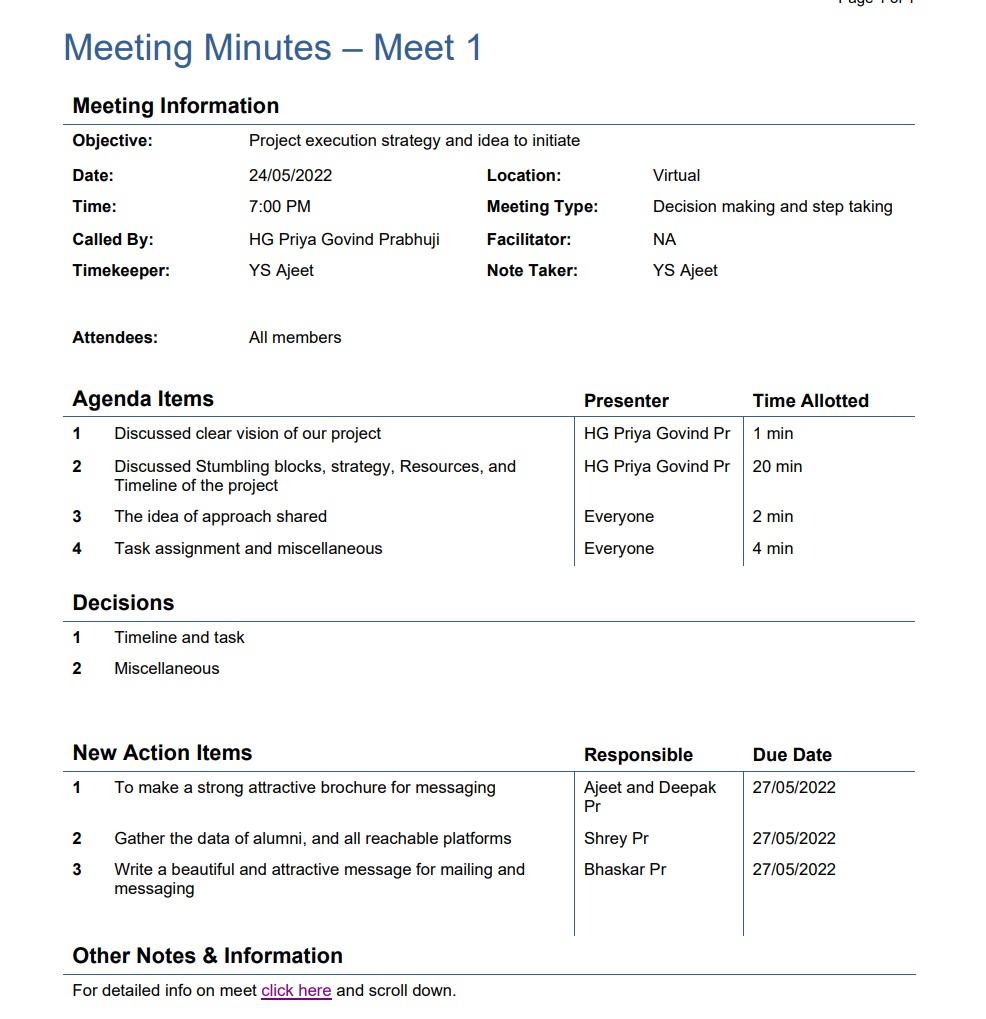 Page 1 of 1
Meeting Minutes – Meet 1
Meeting Information
Objective: Project execution strategy and idea to initiate
Date: 24/05/2022 Location: Virtual
Time: 7:00 PM Meeting Type: Decision making and step taking
Called By: HG Priya Govind Prabhuji Facilitator: NA
Timekeeper: YS Ajeet Note Taker: YS Ajeet
Attendees: All members
Agenda Items Presenter Time Allotted
1 Discussed clear vision of our project HG Priya Govind Pr 1 min
2 Discussed Stumbling blocks, strategy, Resources, and HG Priya Govind Pr 20 min
Timeline of the project
3 The idea of approach shared Everyone 2 min
4 Task assignment and miscellaneous Everyone 4 min
Decisions
1 Timeline and task
2 Miscellaneous
New Action Items Responsible Due Date
1 To make a strong attractive brochure for messaging Ajeet and Deepak 27/05/2022
Pr
2 Gather the data of alumni, and all reachable platforms Shrey Pr 27/05/2022
3 Write a beautiful and attractive message for mailing and Bhaskar Pr 27/05/2022
messaging
Other Notes & Information
For detailed info on meet click here and scroll down.